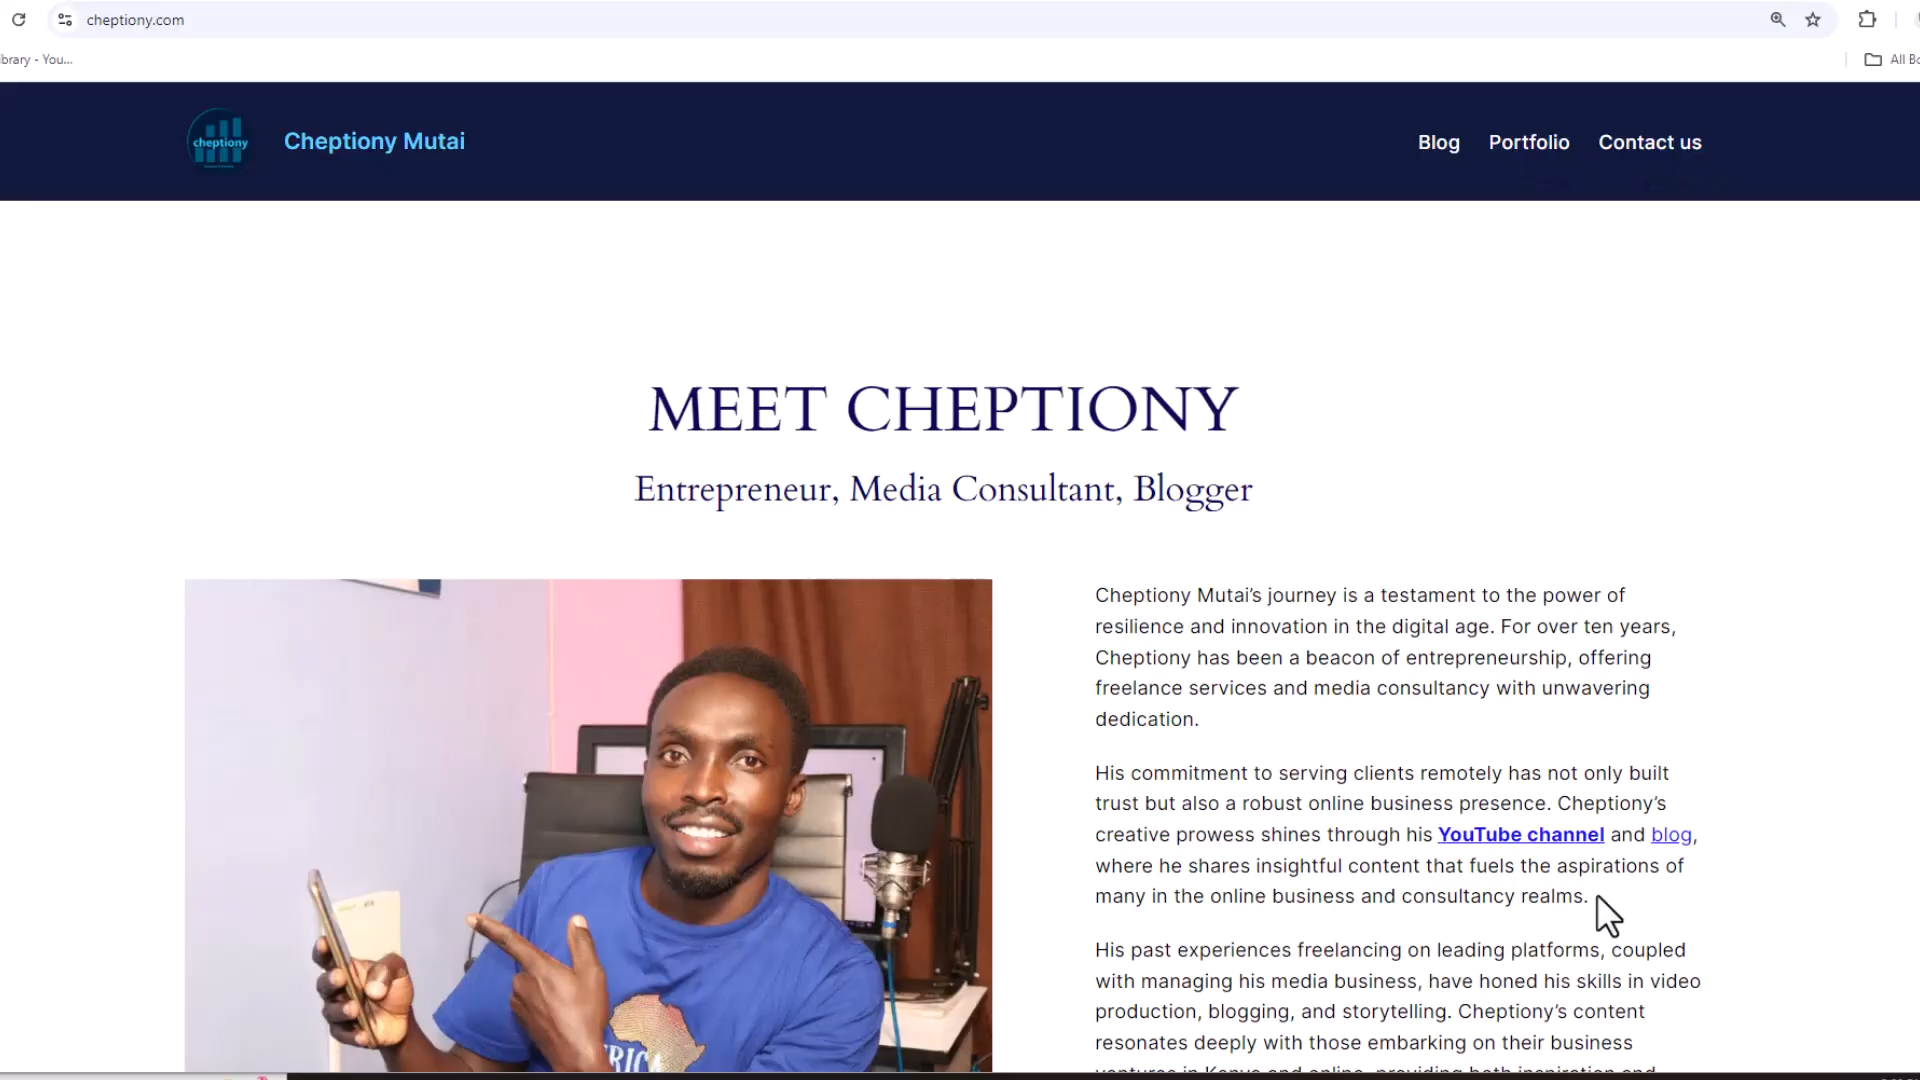 cheptiony.com
ibrary - You...
All Bo
cheptiony
Cheptiony Mutai
Blog
Portfolio
Contact us
MEET CHEPTIONY
Entrepreneur, Media Consultant, Blogger
Cheptiony Mutai’s journey is a testament to the power of
resilience and innovation in the digital age. For over ten years,
Cheptiony has been a beacon of entrepreneurship, offering
freelance services and media consultancy with unwavering
dedication.
His commitment to serving clients remotely has not only built
trust but also a robust online business presence. Cheptiony’s
creative prowess shines through his YouTube channel and blog,
where he shares insightful content that fuels the aspirations of
many in the online business and consultancy realms.
His past experiences freelancing on leading platforms, coupled
with managing his media business, have honed his skills in video
production, blogging, and storytelling. Cheptiony’s content
resonates deeply with those embarking on their business